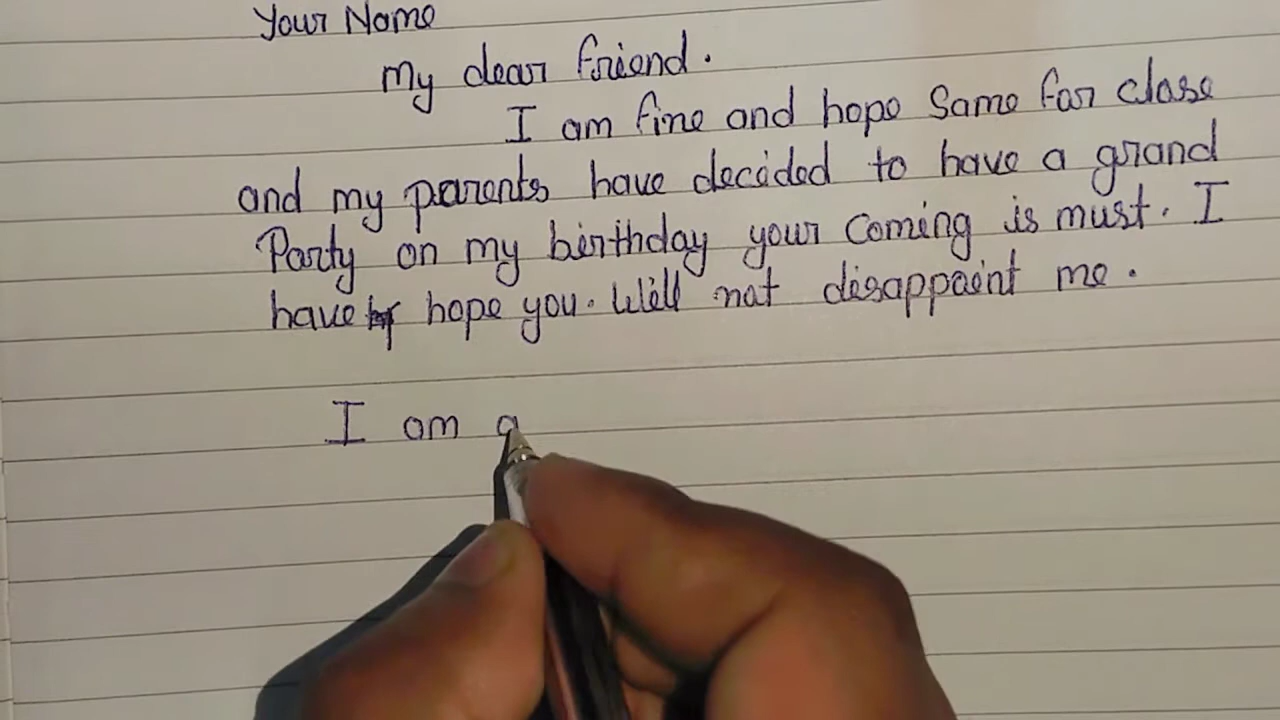 Your Name
My dear friend.
I am fine and hope Same For close
and my parents have decided to have a grand
Party on my birthday your Coming is must. I
have hope you. Will not disappoint me.
I am a